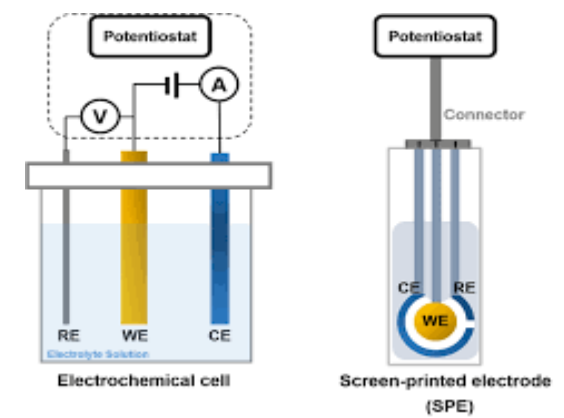 Potentiostat
V
A
RE
WE
CE
Electrolyte Solution
Electrochemical cell
Potentiostat
Connector
CE
RE
WE
Screen-printed electrode
(SPE)